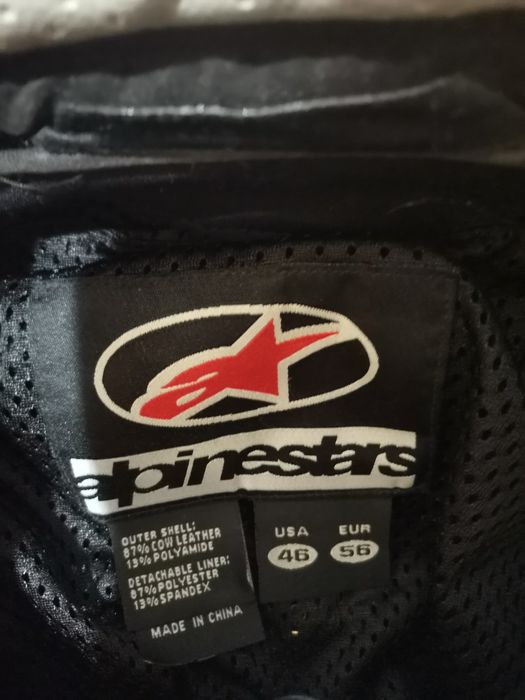 alpinestars
OUTER SHELL:
87% COW LEATHER
13% POLYAMIDE
DETACHABLE LINER:
87% POLYESTER
13% SPANDEX
MADE IN CHINA
USA EUR
46 56